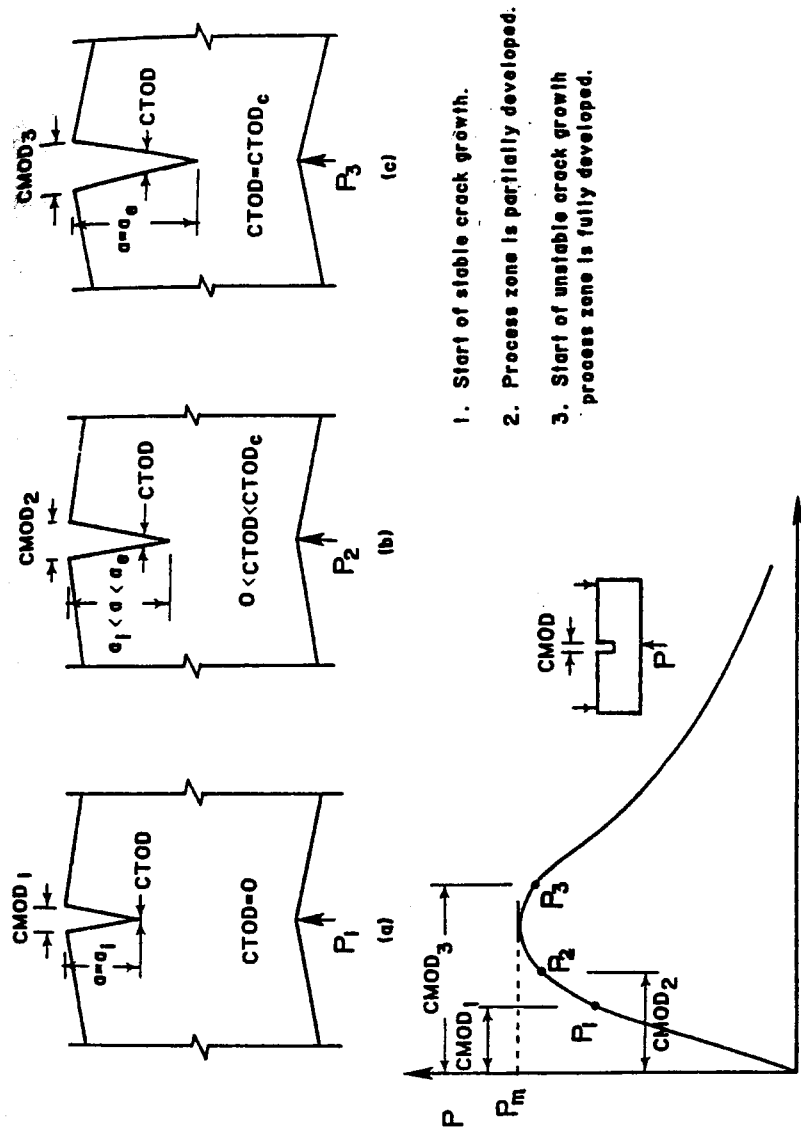 CMOD1
a=ai
CTOD
CTOD=0
P1
(a)
CMOD2
ai < a < ae
CTOD
0<CTOD<CTODc
P2
(b)
CMOD3
a=ae
CTOD
CTOD=CTODc
P3
(c)
P
Pm
CMOD3
CMOD1
CMOD2
P1
P2
P3
CMOD
P
1. Start of stable crack growth.
2. Process zone is partially developed.
3. Start of unstable crack growth
process zone is fully developed.